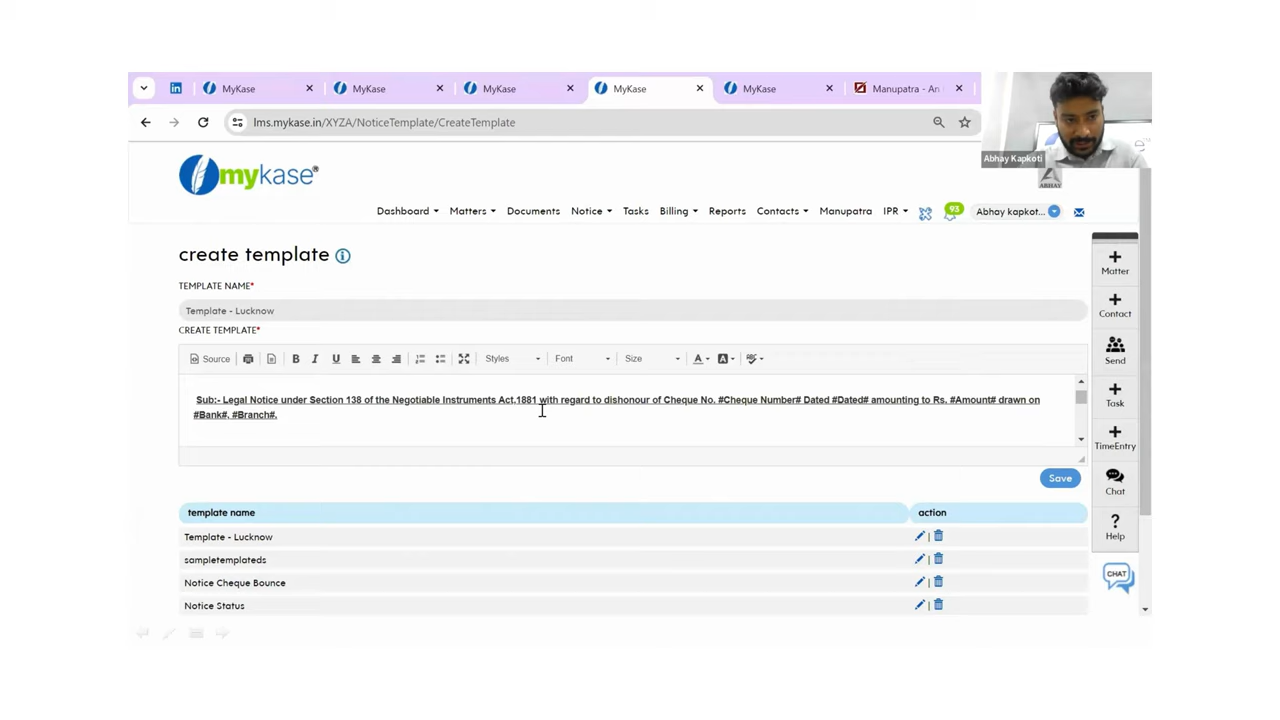 MyKase
MyKase
MyKase
MyKase
MyKase
Manupatra - An
lms.mykase.in/XYZA/NoticeTemplate/CreateTemplate
Abhay Kapkoti
ABHAY
mykase®
Dashboard Matters Documents Notice Tasks Billing Reports Contacts Manupatra IPR 93 Abhay kapkot...
create template
TEMPLATE NAME*
Template - Lucknow
CREATE TEMPLATE*
Source B I U Styles Font Size A A ABC
Sub:- Legal Notice under Section 138 of the Negotiable Instruments Act,1881 with regard to dishonour of Cheque No. #Cheque Number# Dated #Dated# amounting to Rs. #Amount# drawn on
#Bank#, #Branch#.
Save
template name action
Template - Lucknow |
sampletemplateds |
Notice Cheque Bounce |
Notice Status |
Matter
Contact
Send
Task
TimeEntry
Chat
Help
CHAT